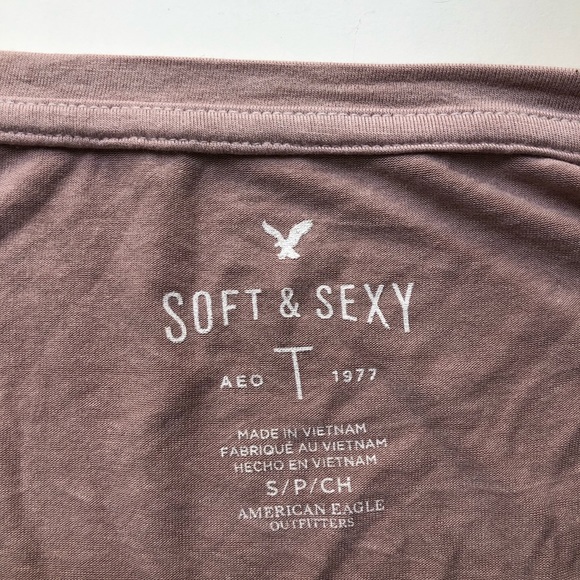 SOFT & SEXY
AEO T 1977
MADE IN VIETNAM
FABRIQUÉ AU VIETNAM
HECHO EN VIETNAM
S/P/CH
AMERICAN EAGLE
OUTFITTERS